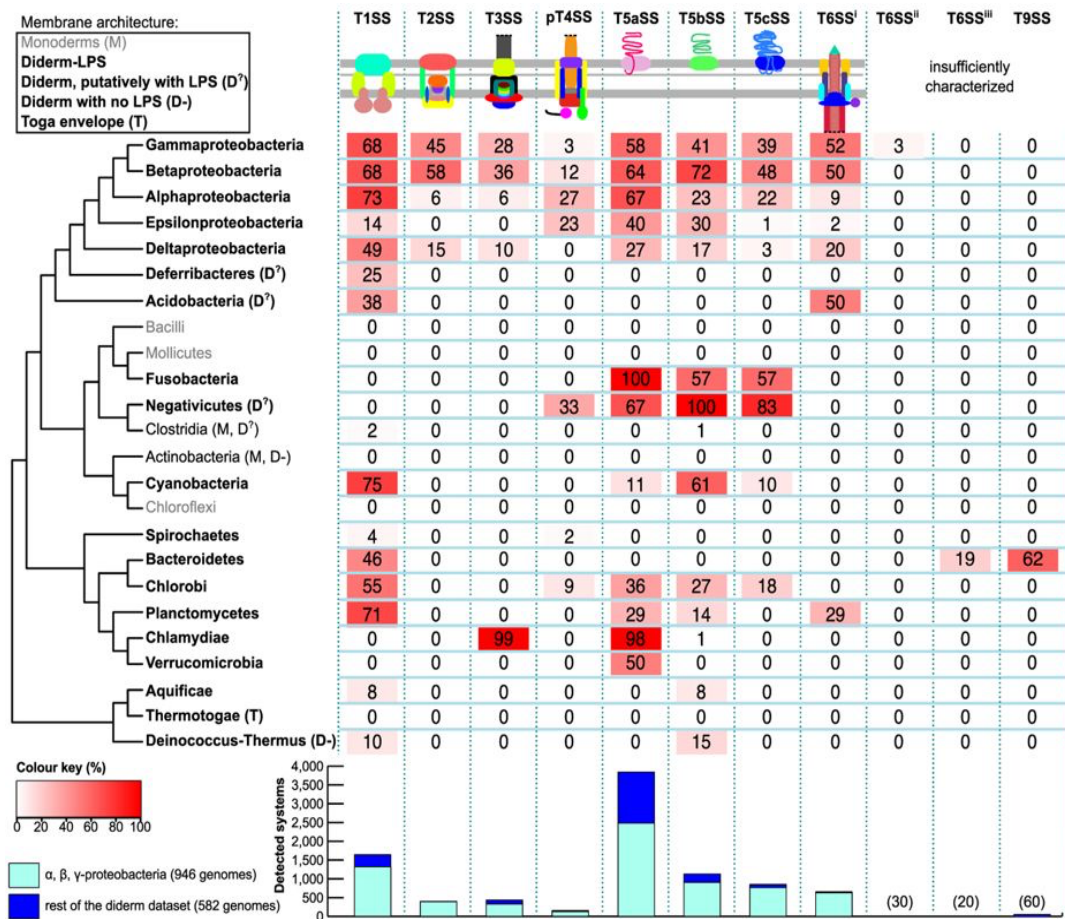 Membrane architecture:
Monoderms (M)
Diderm-LPS
Diderm, putatively with LPS (D?)
Diderm with no LPS (D-)
Toga envelope (T)
T1SS T2SS T3SS pT4SS T5aSS T5bSS T5cSS T6SSi T6SSii T6SSiii T9SS
insufficiently
characterized
Gammaproteobacteria 68 45 28 3 58 41 39 52 3 0 0
Betaproteobacteria 68 58 36 12 64 72 48 50 0 0 0
Alphaproteobacteria 73 6 6 27 67 23 22 9 0 0 0
Epsilonproteobacteria 14 0 0 23 40 30 1 2 0 0 0
Deltaproteobacteria 49 15 10 0 27 17 3 20 0 0 0
Deferribacteres (D?) 25 0 0 0 0 0 0 0 0 0 0
Acidobacteria (D?) 38 0 0 0 0 0 0 50 0 0 0
Bacilli 0 0 0 0 0 0 0 0 0 0 0
Mollicutes 0 0 0 0 0 0 0 0 0 0 0
Fusobacteria 0 0 0 0 100 57 57 0 0 0 0
Negativicutes (D?) 0 0 0 33 67 100 83 0 0 0 0
Clostridia (M, D?) 2 0 0 0 0 1 0 0 0 0 0
Actinobacteria (M, D-) 0 0 0 0 0 0 0 0 0 0 0
Cyanobacteria 75 0 0 0 11 61 10 0 0 0 0
Chloroflexi 0 0 0 0 0 0 0 0 0 0 0
Spirochaetes 4 0 0 2 0 0 0 0 0 0 0
Bacteroidetes 46 0 0 0 0 0 0 0 0 19 62
Chlorobi 55 0 0 9 36 27 18 0 0 0 0
Planctomycetes 71 0 0 0 29 14 0 29 0 0 0
Chlamydiae 0 0 99 0 98 1 0 0 0 0 0
Verrucomicrobia 0 0 0 0 50 0 0 0 0 0 0
Aquificae 8 0 0 0 0 8 0 0 0 0 0
Thermotogae (T) 0 0 0 0 0 0 0 0 0 0 0
Deinococcus-Thermus (D-) 10 0 0 0 0 15 0 0 0 0 0
Colour key (%)
0 20 40 60 80 100
α, β, γ-proteobacteria (946 genomes)
rest of the diderm dataset (582 genomes)
Detected systems
4,000
3,500
3,000
2,500
2,000
1,500
1,000
500
0
(30) (20) (60)